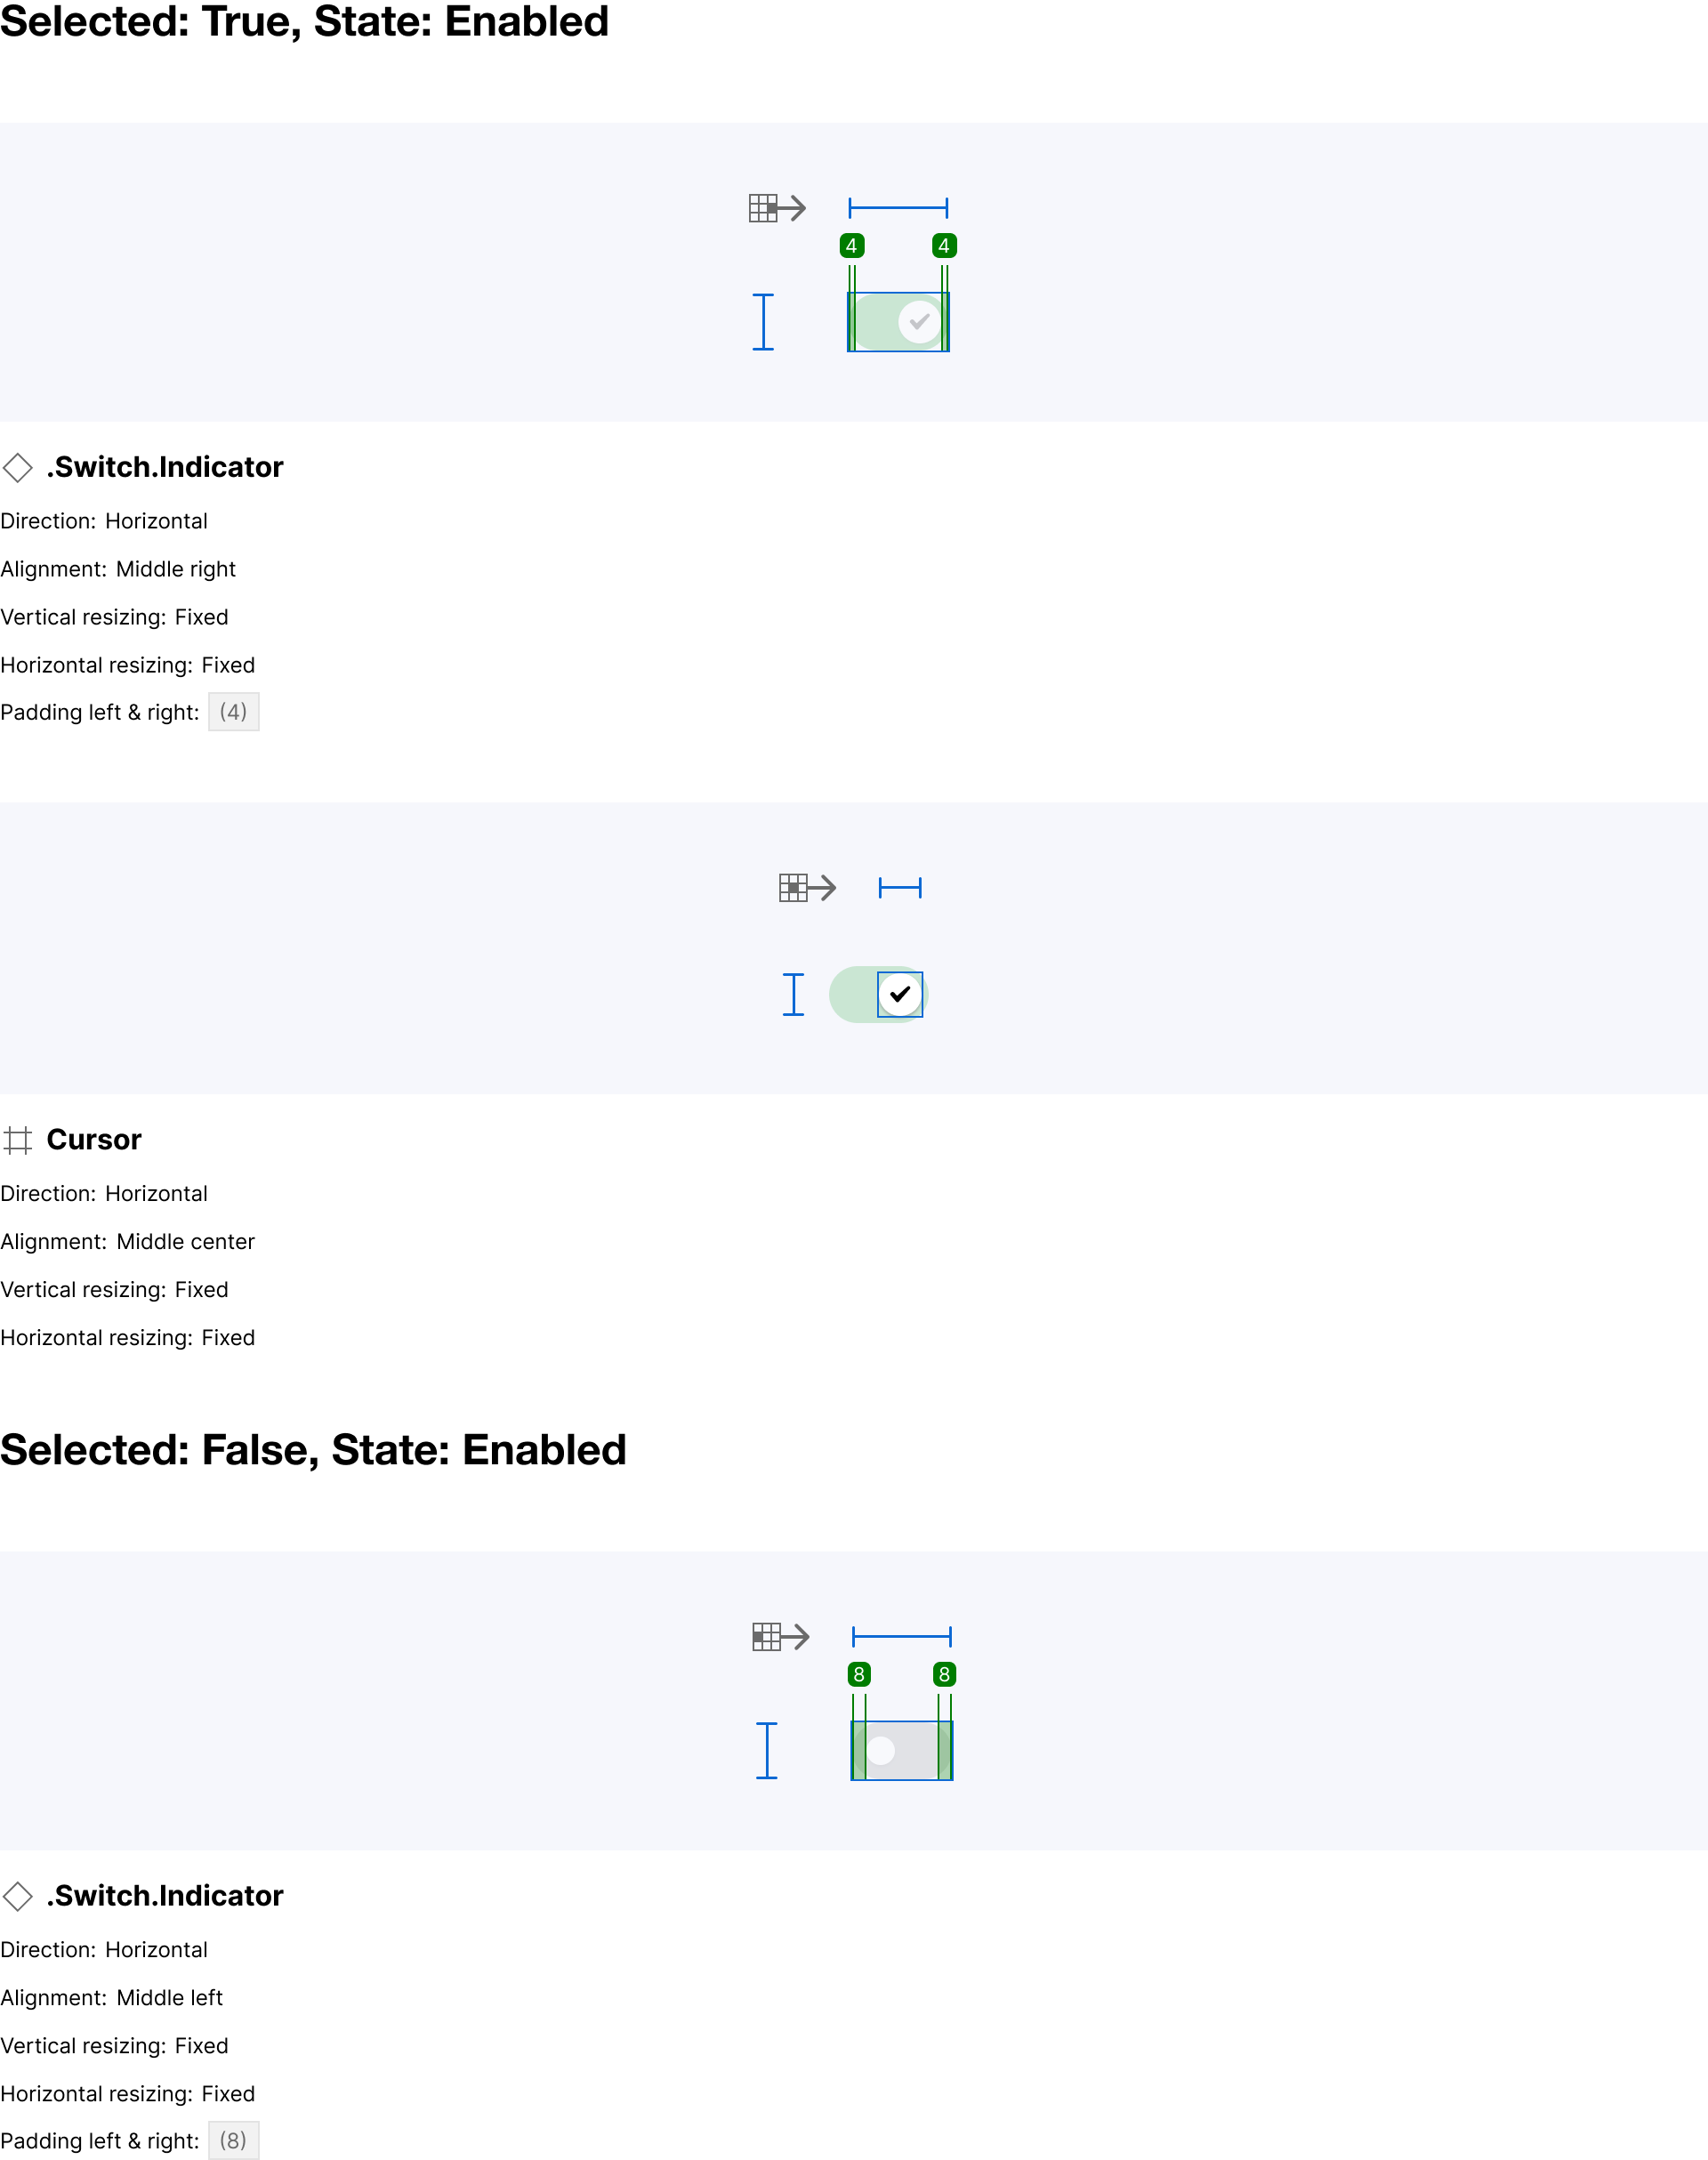 Selected: True, State: Enabled
4 4
.Switch.Indicator
Direction: Horizontal
Alignment: Middle right
Vertical resizing: Fixed
Horizontal resizing: Fixed
Padding left & right: (4)
Cursor
Direction: Horizontal
Alignment: Middle center
Vertical resizing: Fixed
Horizontal resizing: Fixed
Selected: False, State: Enabled
8 8
.Switch.Indicator
Direction: Horizontal
Alignment: Middle left
Vertical resizing: Fixed
Horizontal resizing: Fixed
Padding left & right: (8)